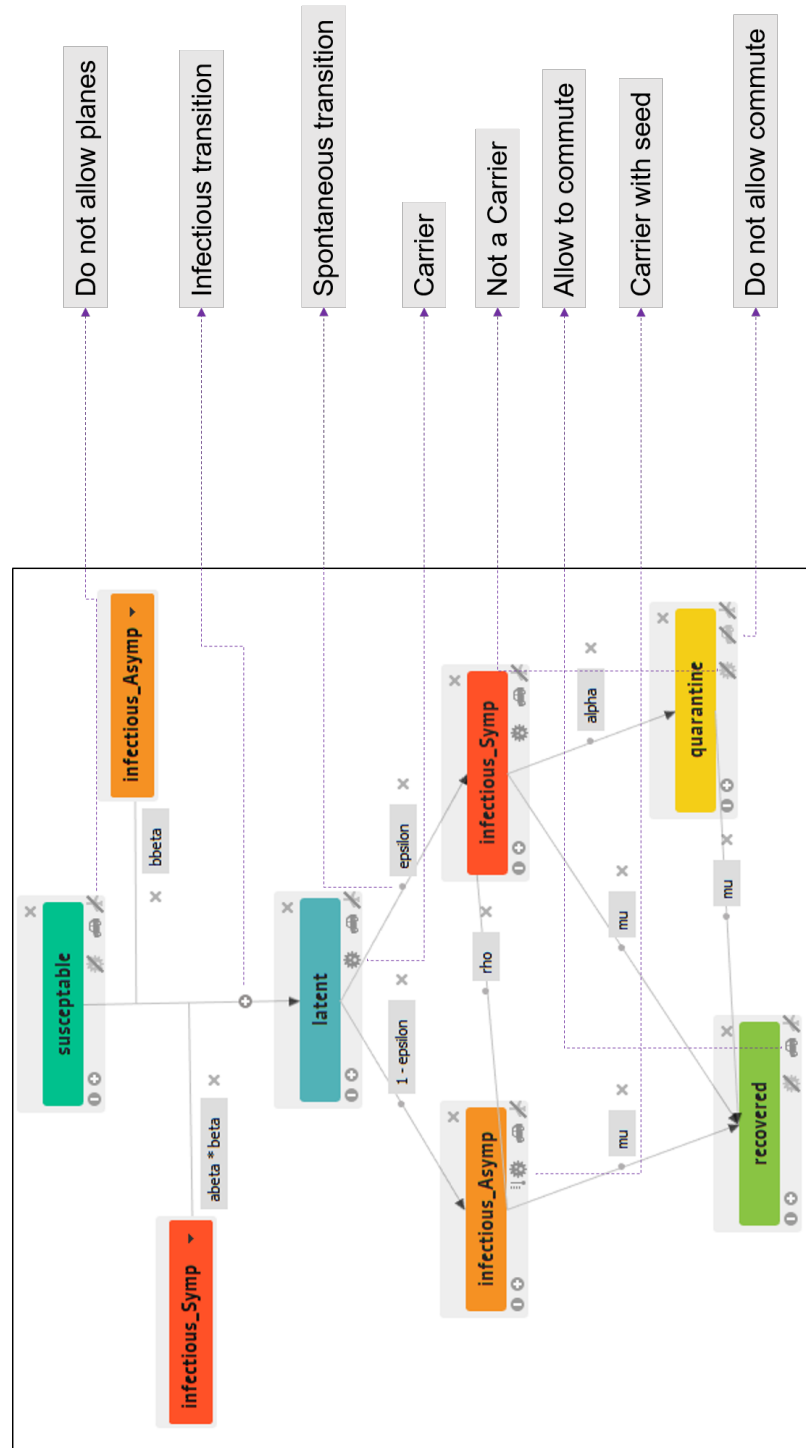 susceptable
infectious_Symp
abeta * beta
bbeta
infectious_Asymp
latent
1 - epsilon
epsilon
infectious_Asymp
rho
infectious_Symp
mu
mu
alpha
recovered
mu
quarantine
Do not allow planes
Infectious transition
Spontaneous transition
Carrier
Not a Carrier
Allow to commute
Carrier with seed
Do not allow commute